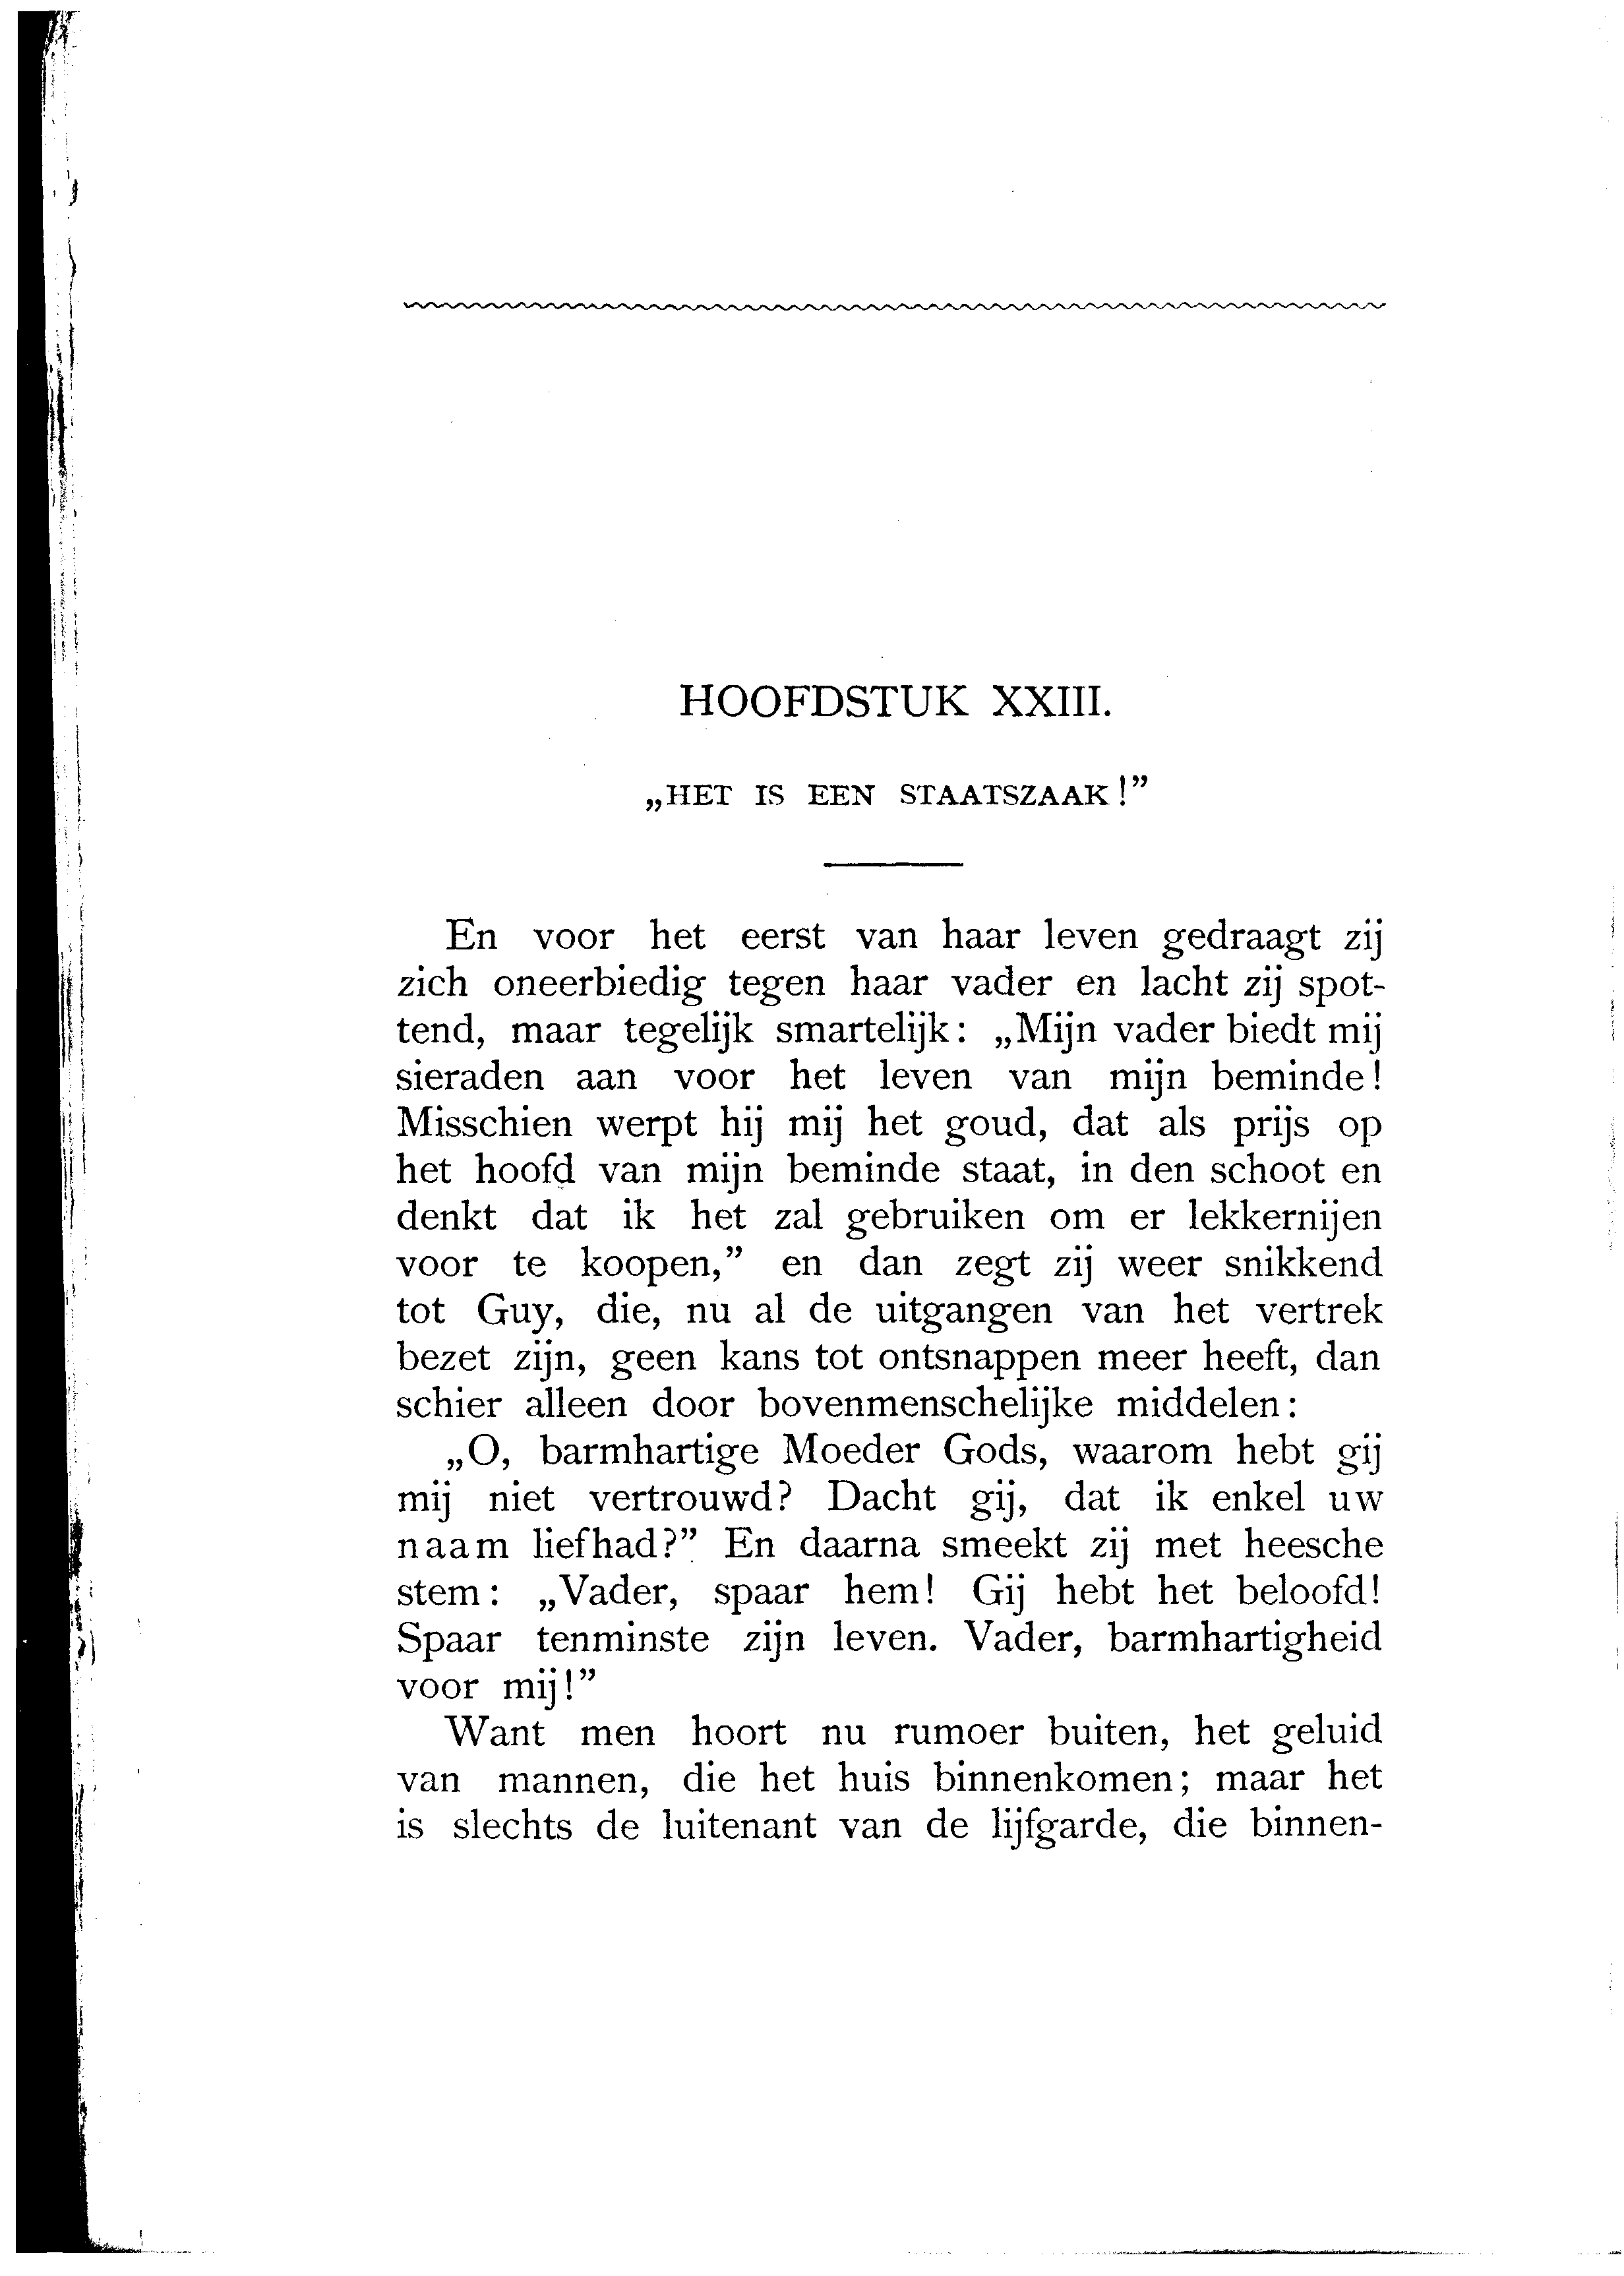 HOOFDSTUK XXIII.
„HET IS EEN STAATSZAAK!”
En voor het eerst van haar leven gedraagt zij
zich oneerbiedig tegen haar vader en lacht zij spot-
tend, maar tegelijk smartelijk: „Mijn vader biedt mij
sieraden aan voor het leven van mijn beminde!
Misschien werpt hij mij het goud, dat als prijs op
het hoofd van mijn beminde staat, in den schoot en
denkt dat ik het zal gebruiken om er lekkernijen
voor te koopen,” en dan zegt zij weer snikkend
tot Guy, die, nu al de uitgangen van het vertrek
bezet zijn, geen kans tot ontsnappen meer heeft, dan
schier alleen door bovenmenschelijke middelen:
„O, barmhartige Moeder Gods, waarom hebt gij
mij niet vertrouwd? Dacht gij, dat ik enkel uw
naam liefhad?” En daarna smeekt zij met heesche
stem: „Vader, spaar hem! Gij hebt het beloofd!
Spaar tenminste zijn leven. Vader, barmhartigheid
voor mij!”
Want men hoort nu rumoer buiten, het geluid
van mannen, die het huis binnenkomen; maar het
is slechts de luitenant van de lijfgarde, die binnen-